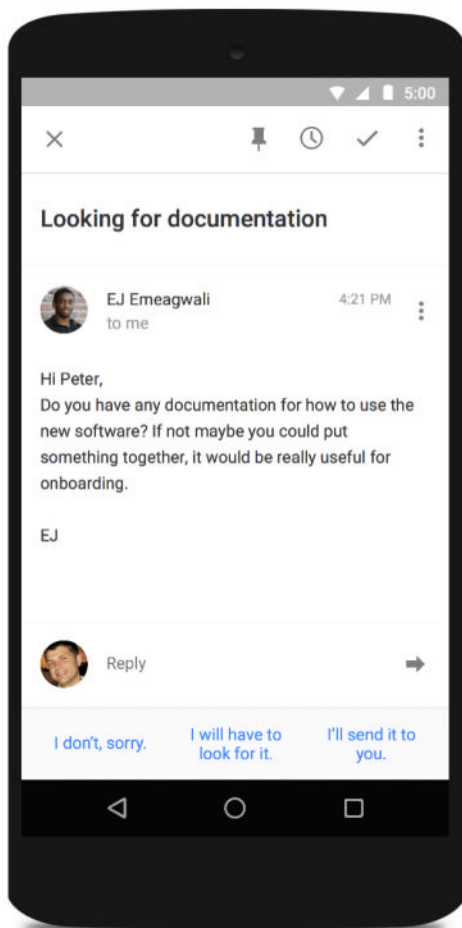 5:00
Looking for documentation
EJ Emeagwali
4:21 PM
to me
Hi Peter,
Do you have any documentation for how to use the
new software? If not maybe you could put
something together, it would be really useful for
onboarding.
EJ
Reply
I don't, sorry.
I will have to
look for it.
I'll send it to
you.